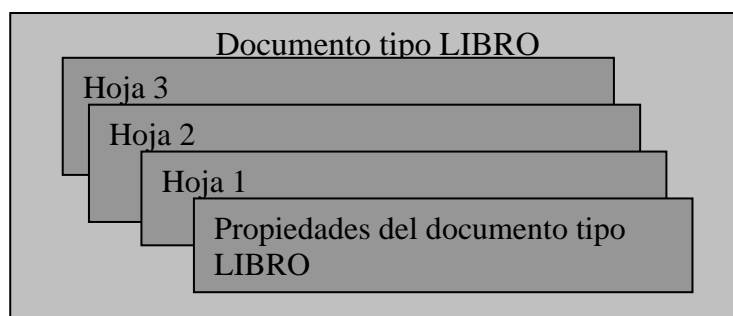 Documento tipo LIBRO
Hoja 3
Hoja 2
Hoja 1
Propiedades del documento tipo
LIBRO